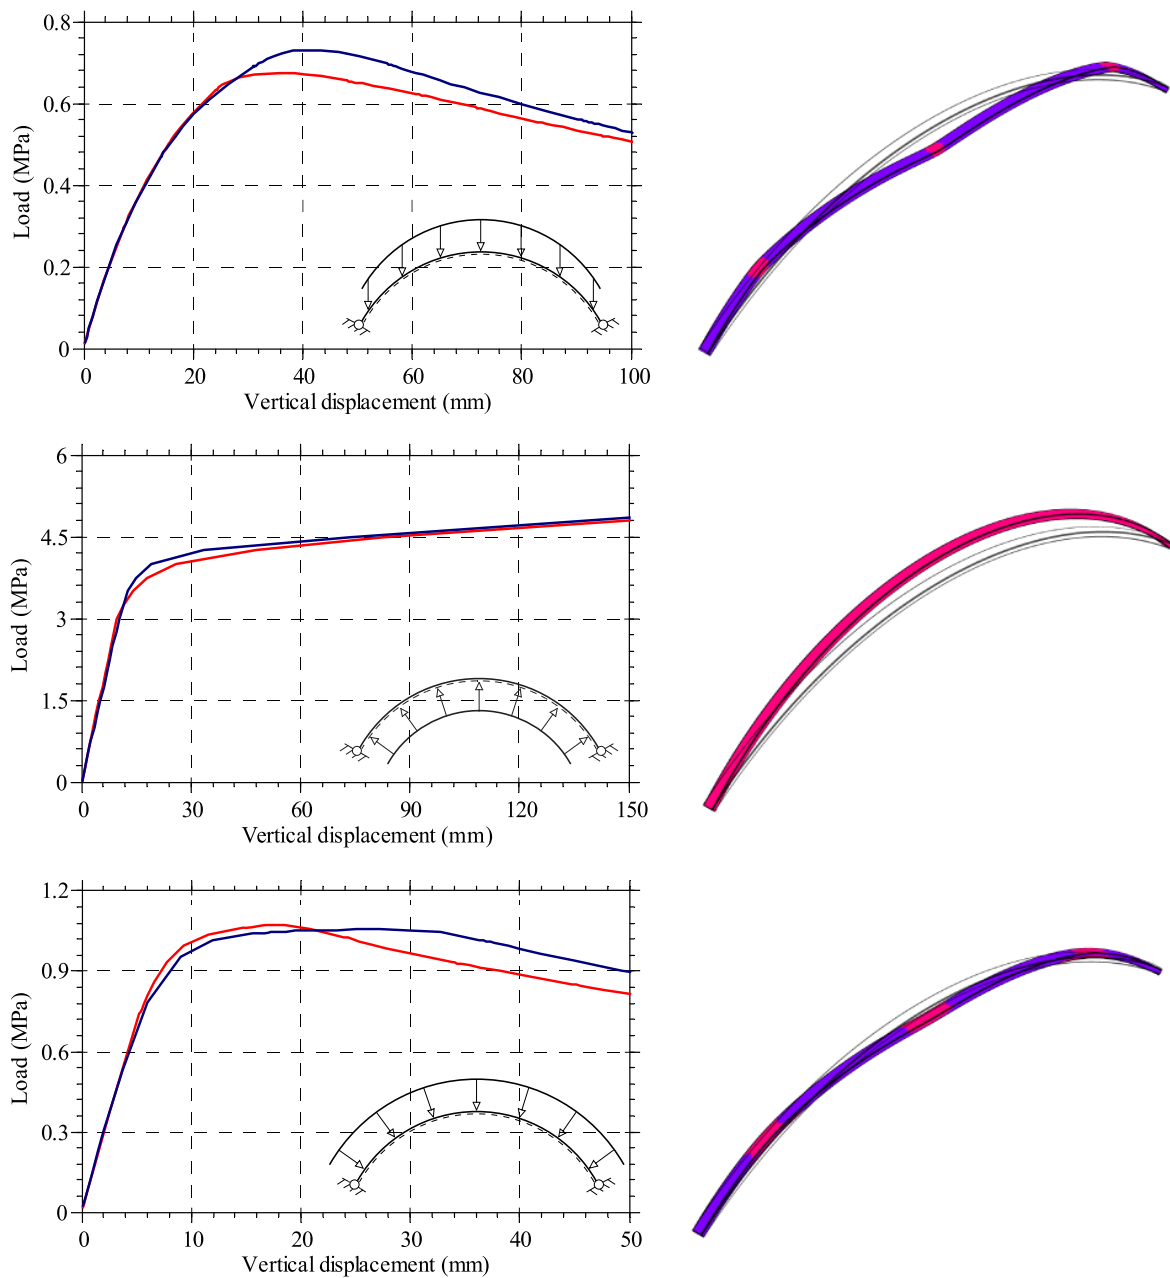 0.8
0.6
0.4
0.2
0
Load (MPa)
0 20 40 60 80 100
Vertical displacement (mm)
6
4.5
3
1.5
0
Load (MPa)
0 30 60 90 120 150
Vertical displacement (mm)
1.2
0.9
0.6
0.3
0
Load (MPa)
0 10 20 30 40 50
Vertical displacement (mm)